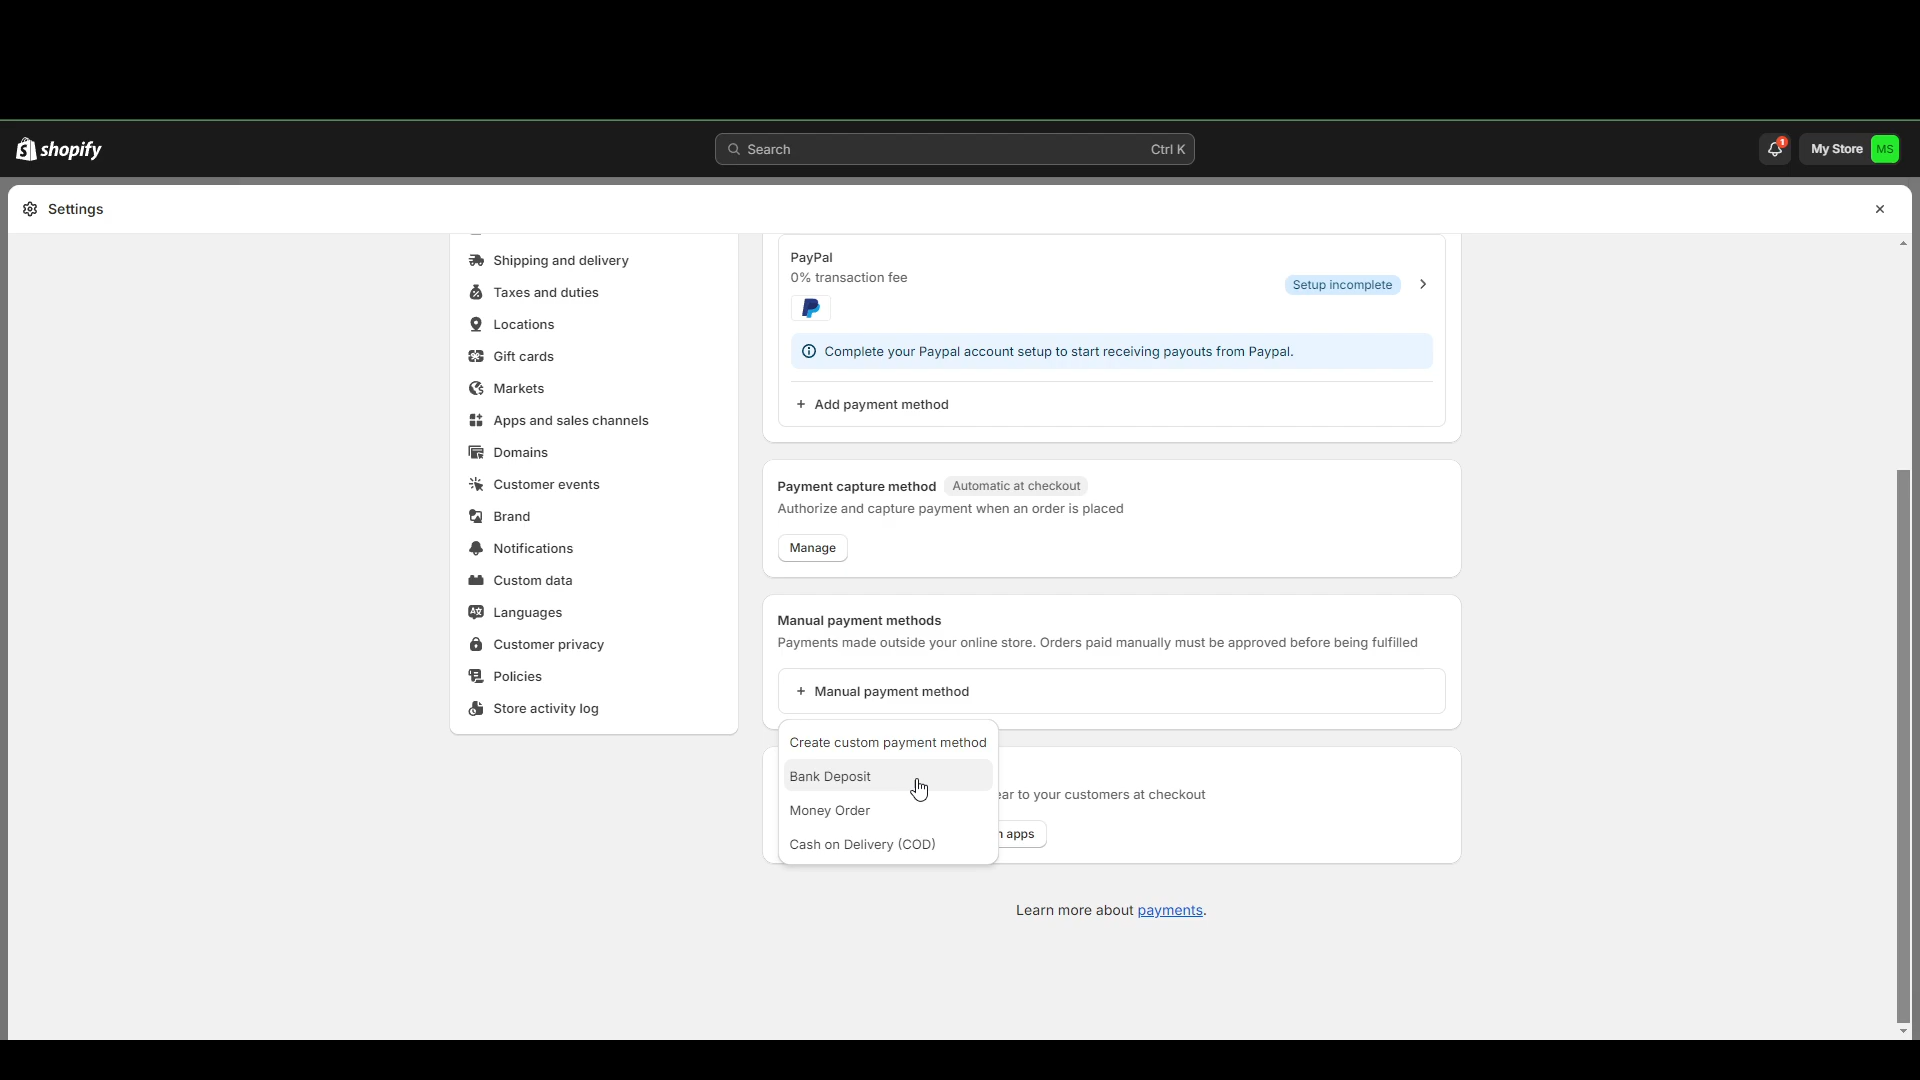 shopify
Search Ctrl K
1
My Store MS
Settings
Shipping and delivery
Taxes and duties
Locations
Gift cards
Markets
Apps and sales channels
Domains
Customer events
Brand
Notifications
Custom data
Languages
Customer privacy
Policies
Store activity log
PayPal
0% transaction fee
Setup incomplete
Complete your Paypal account setup to start receiving payouts from Paypal.
+ Add payment method
Payment capture method Automatic at checkout
Authorize and capture payment when an order is placed
Manage
Manual payment methods
Payments made outside your online store. Orders paid manually must be approved before being fulfilled
+ Manual payment method
Create custom payment method
Bank Deposit
Money Order
Cash on Delivery (COD)
to your customers at checkout
apps
Learn more about payments.